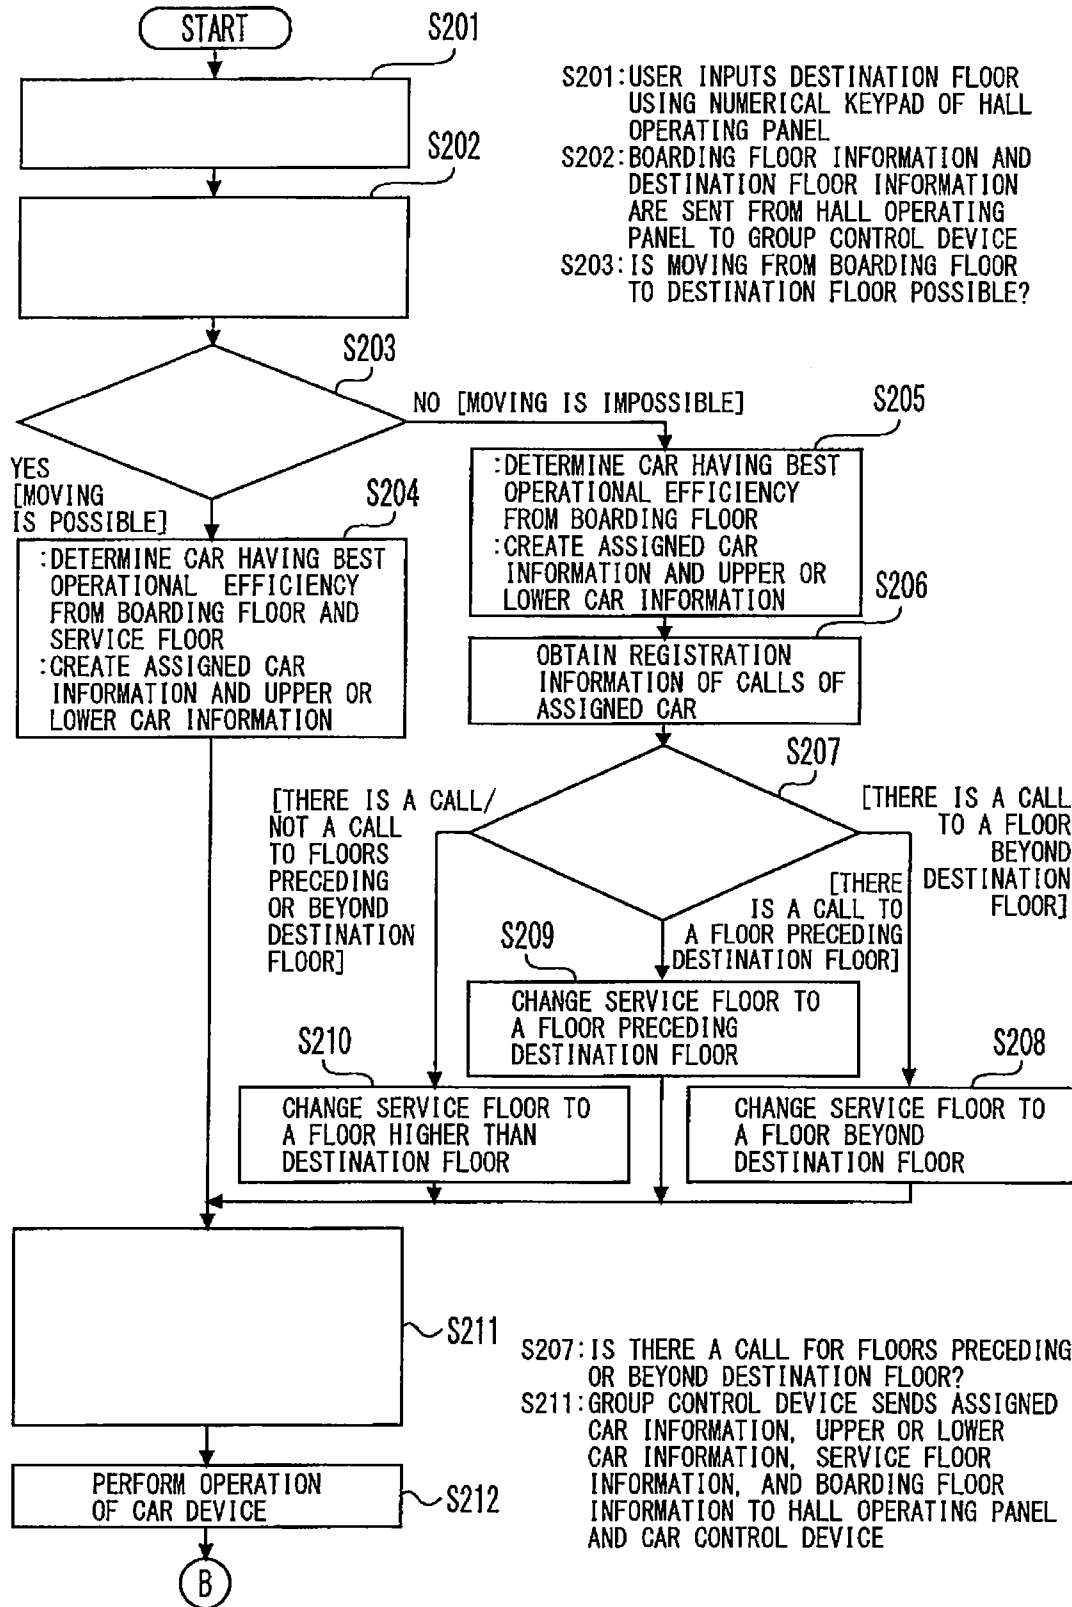 START
S201
S201:USER INPUTS DESTINATION FLOOR
USING NUMERICAL KEYPAD OF HALL
OPERATING PANEL
S202:BOARDING FLOOR INFORMATION AND
DESTINATION FLOOR INFORMATION
ARE SENT FROM HALL OPERATING
PANEL TO GROUP CONTROL DEVICE
S203:IS MOVING FROM BOARDING FLOOR
TO DESTINATION FLOOR POSSIBLE?
S202
S203
NO [MOVING IS IMPOSSIBLE]
YES
[MOVING
IS POSSIBLE]
S204
:DETERMINE CAR HAVING BEST
OPERATIONAL EFFICIENCY
FROM BOARDING FLOOR AND
SERVICE FLOOR
:CREATE ASSIGNED CAR
INFORMATION AND UPPER OR
LOWER CAR INFORMATION
S205
:DETERMINE CAR HAVING BEST
OPERATIONAL EFFICIENCY
FROM BOARDING FLOOR
:CREATE ASSIGNED CAR
INFORMATION AND UPPER OR
LOWER CAR INFORMATION
S206
OBTAIN REGISTRATION
INFORMATION OF CALLS OF
ASSIGNED CAR
S207
[THERE IS A CALL/
NOT A CALL
TO FLOORS
PRECEDING
OR BEYOND
DESTINATION
FLOOR]
[THERE IS A CALL
TO A FLOOR
BEYOND
DESTINATION
FLOOR]
[THERE
IS A CALL TO
A FLOOR PRECEDING
DESTINATION FLOOR]
S209
CHANGE SERVICE FLOOR TO
A FLOOR PRECEDING
DESTINATION FLOOR
S210
CHANGE SERVICE FLOOR TO
A FLOOR HIGHER THAN
DESTINATION FLOOR
S208
CHANGE SERVICE FLOOR TO
A FLOOR BEYOND
DESTINATION FLOOR
S211
S207:IS THERE A CALL FOR FLOORS PRECEDING
OR BEYOND DESTINATION FLOOR?
S211:GROUP CONTROL DEVICE SENDS ASSIGNED
CAR INFORMATION, UPPER OR LOWER
CAR INFORMATION, SERVICE FLOOR
INFORMATION, AND BOARDING FLOOR
INFORMATION TO HALL OPERATING PANEL
AND CAR CONTROL DEVICE
PERFORM OPERATION
OF CAR DEVICE
S212
B